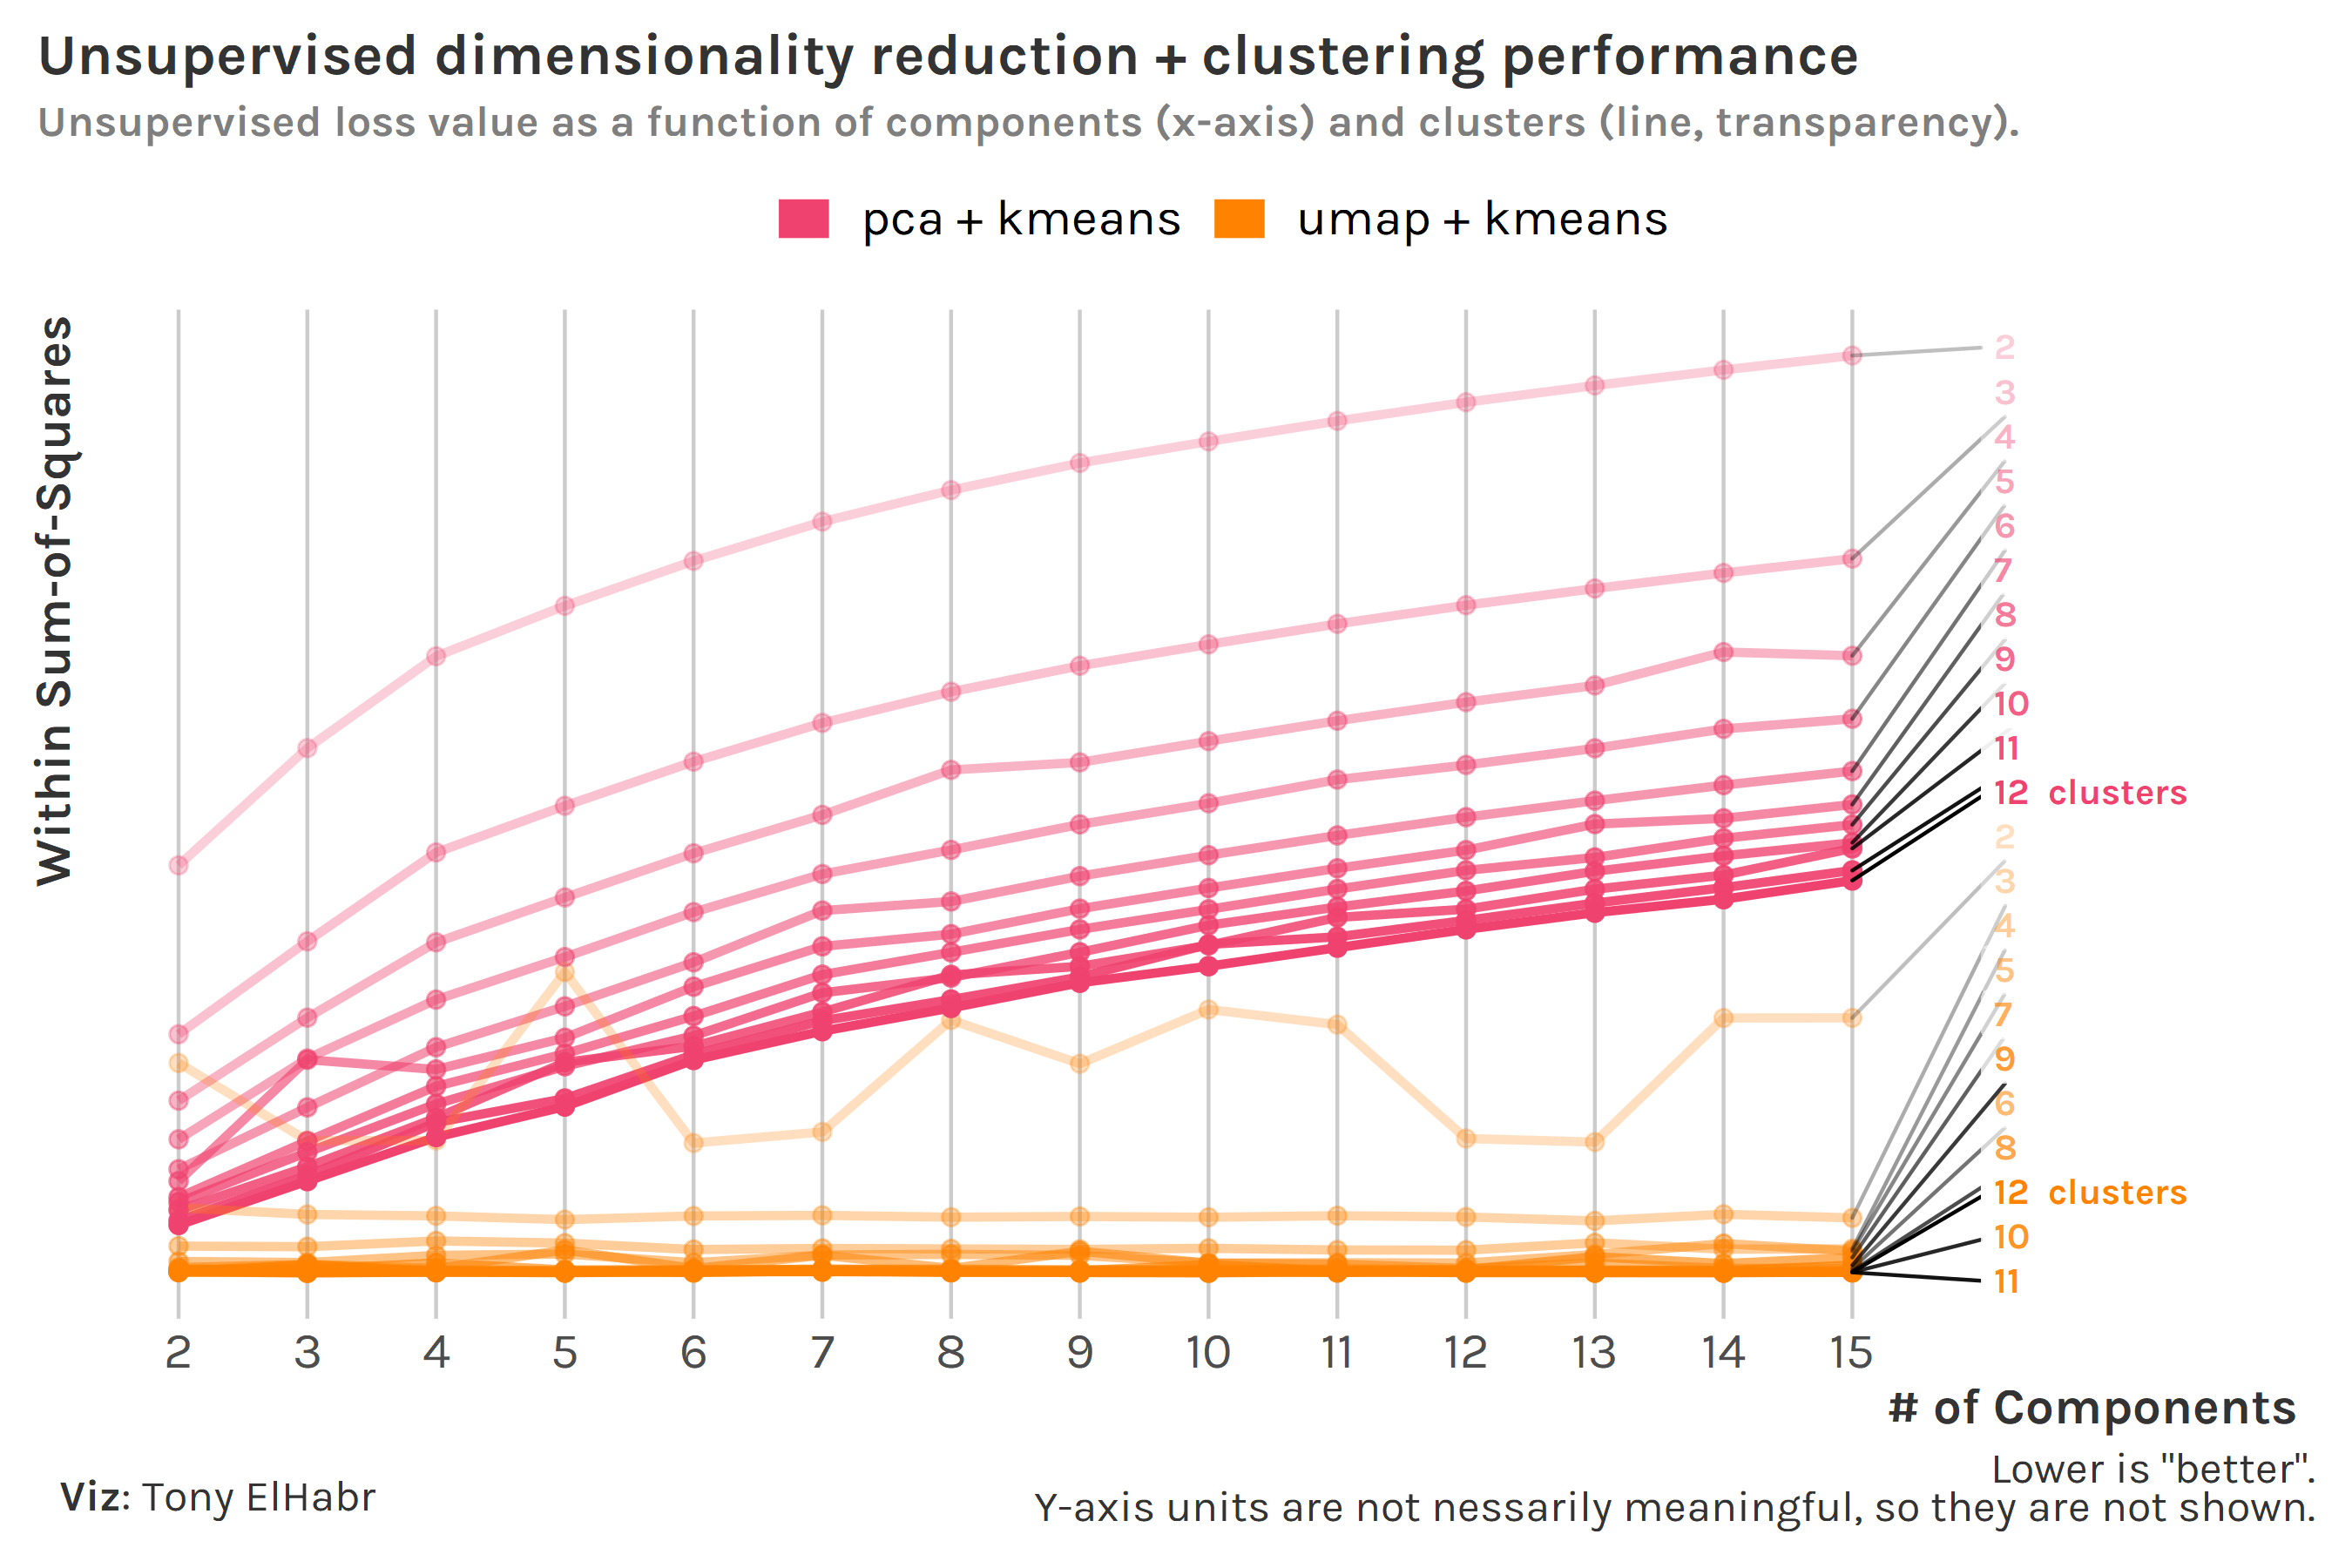 Unsupervised dimensionality reduction + clustering performance
Unsupervised loss value as a function of components (x-axis) and clusters (line, transparency).
pca + kmeans umap + kmeans
Within Sum-of-Squares
2
3
4
5
6
7
8
9
10
11
12 clusters
2
3
4
5
7
9
6
8
12 clusters
10
11
2 3 4 5 6 7 8 9 10 11 12 13 14 15
# of Components
Lower is "better".
Viz: Tony ElHabr
Y-axis units are not nessarily meaningful, so they are not shown.